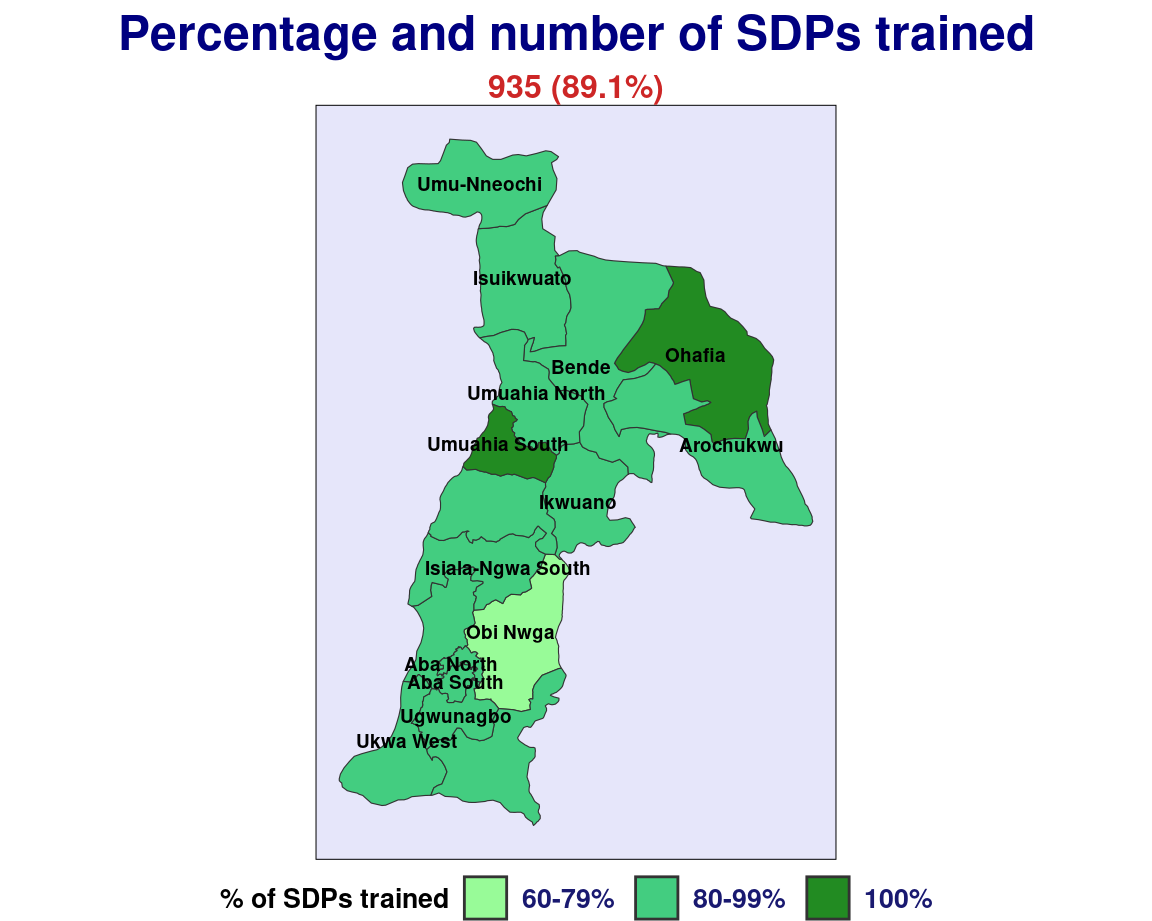 Percentage and number of SDPs trained
935 (89.1%)
Umu-Nneochi
Isuikwuato
Ohafia
Bende
Umuahia North
Umuahia South
Arochukwu
Ikwuano
Isiala-Ngwa South
Obi Nwga
Aba North
Aba South
Ugwunagbo
Ukwa West
% of SDPs trained 60-79% 80-99% 100%